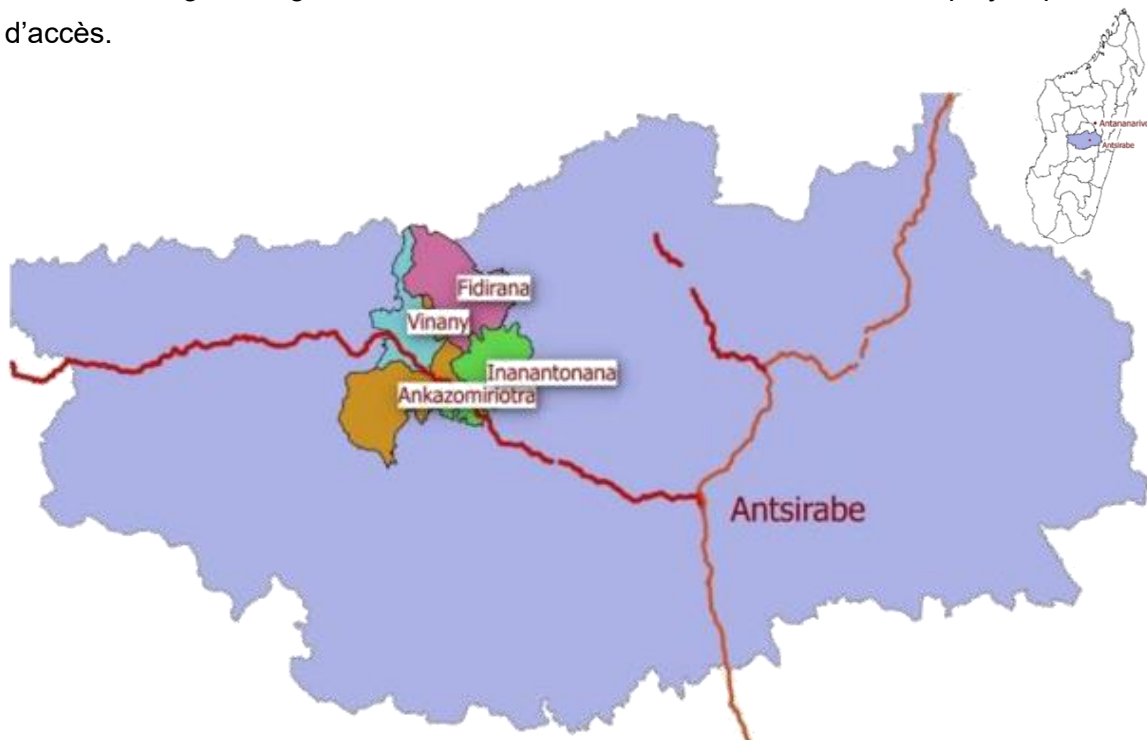 d'accès.
Antananarivo
Antsirabe
Fidirana
Vinany
Inanantonana
Ankazomiriotra
Antsirabe